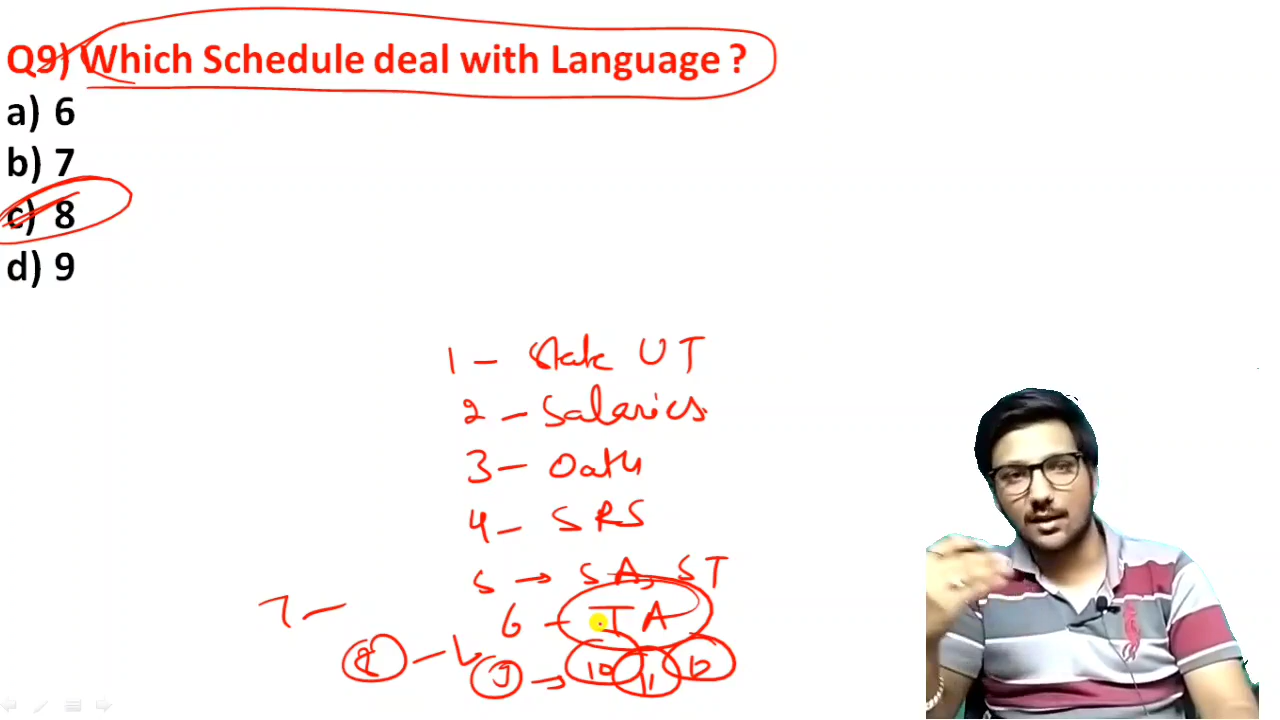 Q9) Which Schedule deal with Language ?
a) 6
b) 7
c) 8
d) 9
1 - State UT
2 - Salaries
3 - Oath
4 - SRS
5 → SA, ST
6 - TA
7 -
8 - L
9 → 10 11 12